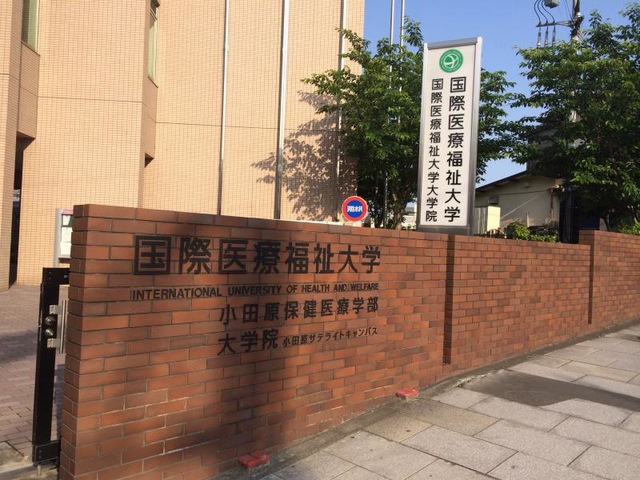 国際医療福祉大学
INTERNATIONAL UNIVERSITY OF HEALTH AND WELFARE
小田原保健医療学部
大学院 小田原サテライトキャンパス
国際医療福祉大学
国際医療福祉大学大学院